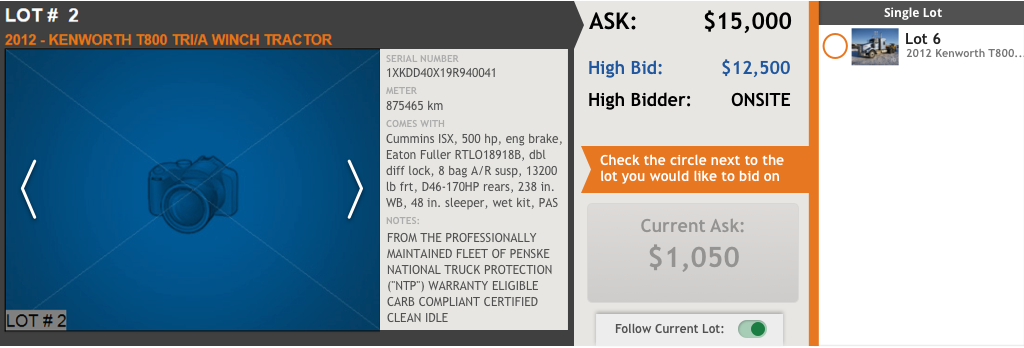 LOT # 2
2012 - KENWORTH T800 TRI/A WINCH TRACTOR
LOT # 2
SERIAL NUMBER
1XKDD40X19R940041
METER
875465 km
COMES WITH
Cummins ISX, 500 hp, eng brake,
Eaton Fuller RTLO18918B, dbl
diff lock, 8 bag A/R susp, 13200
lb frt, D46-170HP rears, 238 in.
WB, 48 in. sleeper, wet kit, PAS
NOTES:
FROM THE PROFESSIONALLY
MAINTAINED FLEET OF PENSKE
NATIONAL TRUCK PROTECTION
("NTP") WARRANTY ELIGIBLE
CARB COMPLIANT CERTIFIED
CLEAN IDLE
ASK: $15,000
High Bid: $12,500
High Bidder: ONSITE
Check the circle next to the
lot you would like to bid on
Current Ask:
$1,050
Follow Current Lot:
Single Lot
Lot 6
2012 Kenworth T800...